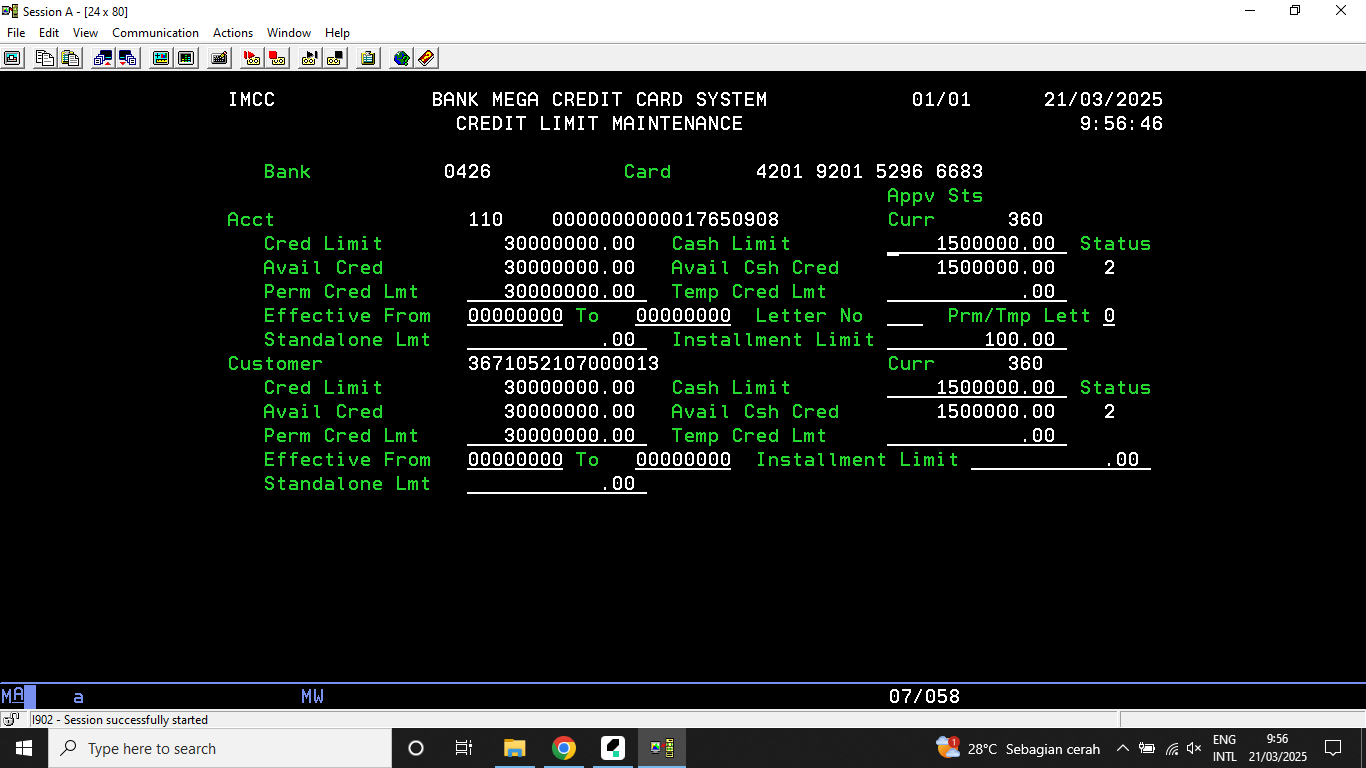 Session A - [24 x 80]
File Edit View Communication Actions Window Help
IMCC BANK MEGA CREDIT CARD SYSTEM 01/01 21/03/2025
CREDIT LIMIT MAINTENANCE 9:56:46
Bank 0426 Card 4201 9201 5296 6683
Appv Sts
Acct 110 0000000000017650908 Curr 360
Cred Limit 30000000.00 Cash Limit 1500000.00 Status
Avail Cred 30000000.00 Avail Csh Cred 1500000.00 2
Perm Cred Lmt 30000000.00 Temp Cred Lmt .00
Effective From 00000000 To 00000000 Letter No Prm/Tmp Lett 0
Standalone Lmt .00 Installment Limit 100.00
Customer 3671052107000013 Curr 360
Cred Limit 30000000.00 Cash Limit 1500000.00 Status
Avail Cred 30000000.00 Avail Csh Cred 1500000.00 2
Perm Cred Lmt 30000000.00 Temp Cred Lmt .00
Effective From 00000000 To 00000000 Installment Limit .00
Standalone Lmt .00
MA a MW 07/058
I902 - Session successfully started
Type here to search
1 28°C Sebagian cerah
ENG
INTL
9:56
21/03/2025